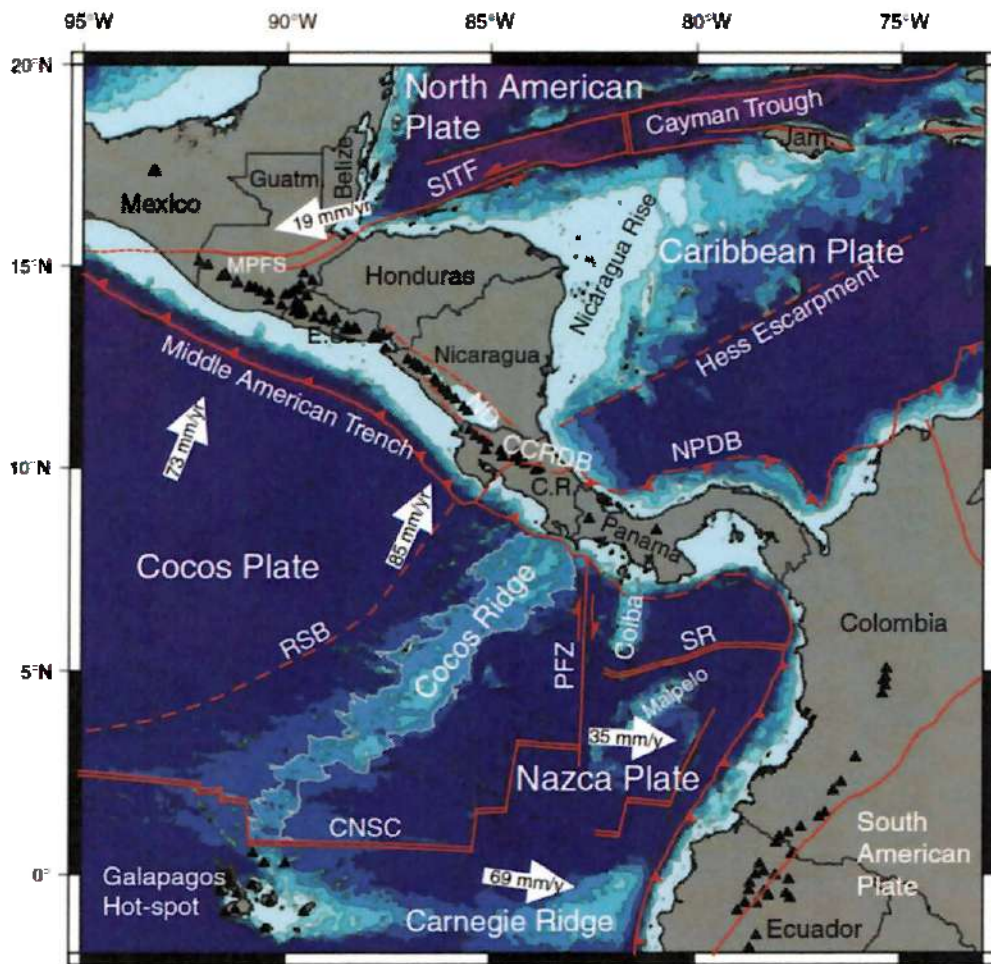 95°W 90°W 85°W 80°W 75°W
20°N
North American
Plate
Cayman Trough
Jam.
SITF
Belize
Guatm.
Mexico
19 mm/yr
Nicaragua Rise
Caribbean Plate
15°N
MPFS
Honduras
Hess Escarpment
Nicaragua
Middle American Trench
73 mm/yr
10°N
CCRDB
NPDB
C.R.
Panama
85 mm/yr
Cocos Plate
Cocos Ridge
Coiba
Colombia
RSB
PFZ
SR
5°N
Malpelo
35 mm/y
Nazca Plate
CNSC
South
American
Plate
0°
Galapagos
Hot-spot
69 mm/y
Carnegie Ridge
Ecuador